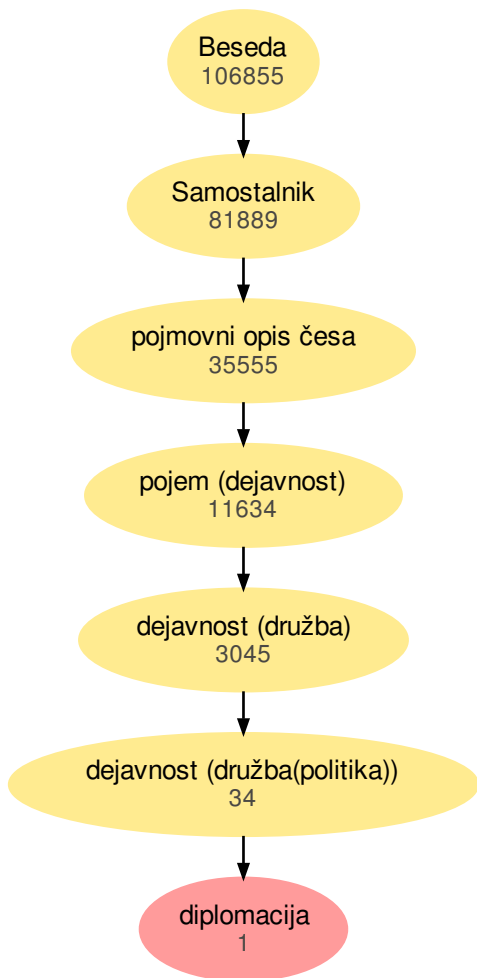 Beseda
106855
Samostalnik
81889
pojmovni opis česa
35555
pojem (dejavnost)
11634
dejavnost (družba)
3045
dejavnost (družba(politika))
34
diplomacija
1